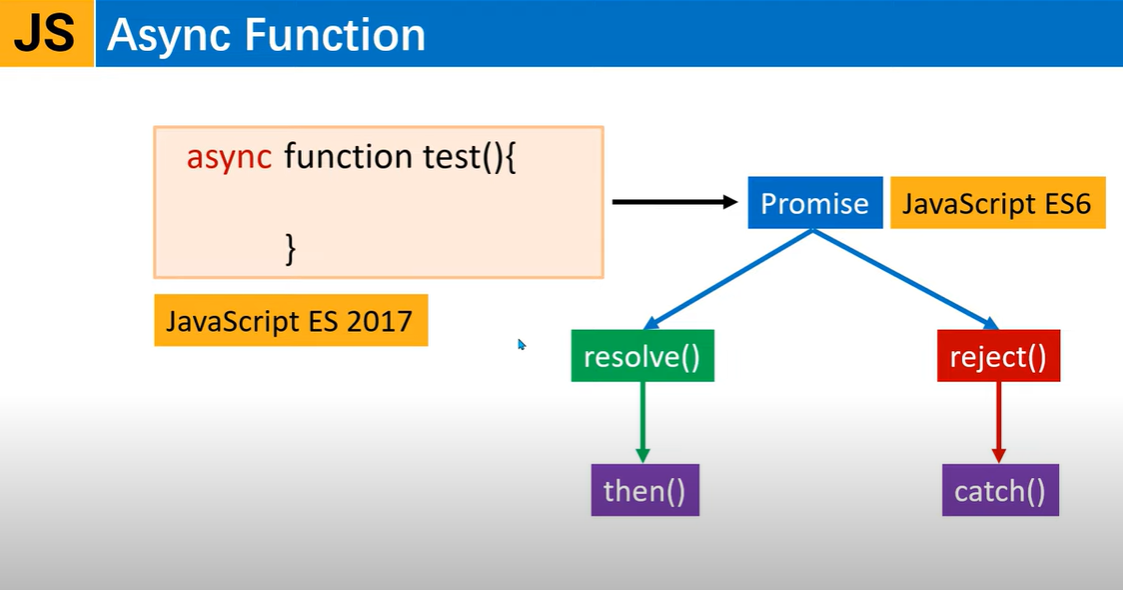 JS Async Function
async function test(){
}
JavaScript ES 2017
Promise
JavaScript ES6
resolve()
reject()
then()
catch()